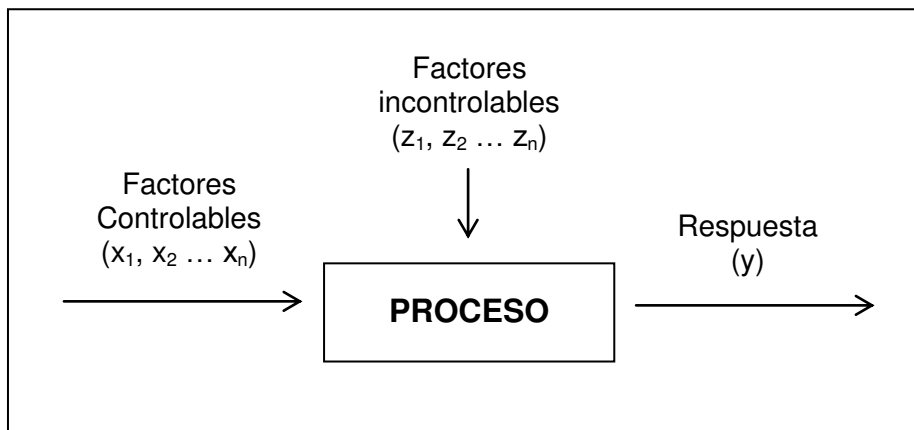 Factores
incontrolables
(z₁, z₂ … zₙ)
Factores
Controlables
(x₁, x₂ … xₙ)
Respuesta
(y)
PROCESO